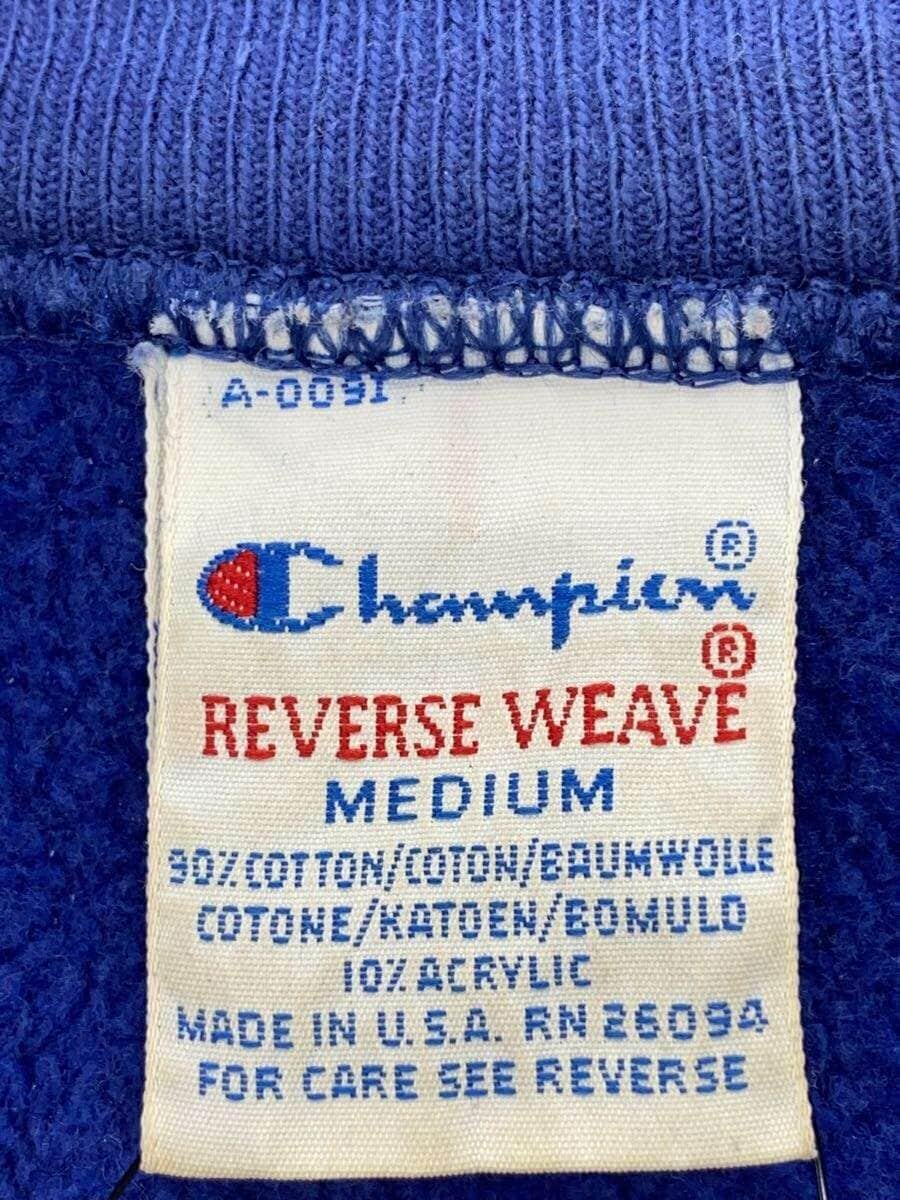 A-0091
Champion®
REVERSE WEAVE®
MEDIUM
90% COTTON/COTON/BAUMWOLLE
COTONE/KATOEN/BOMULD
10% ACRYLIC
MADE IN U.S.A. RN 26094
FOR CARE SEE REVERSE